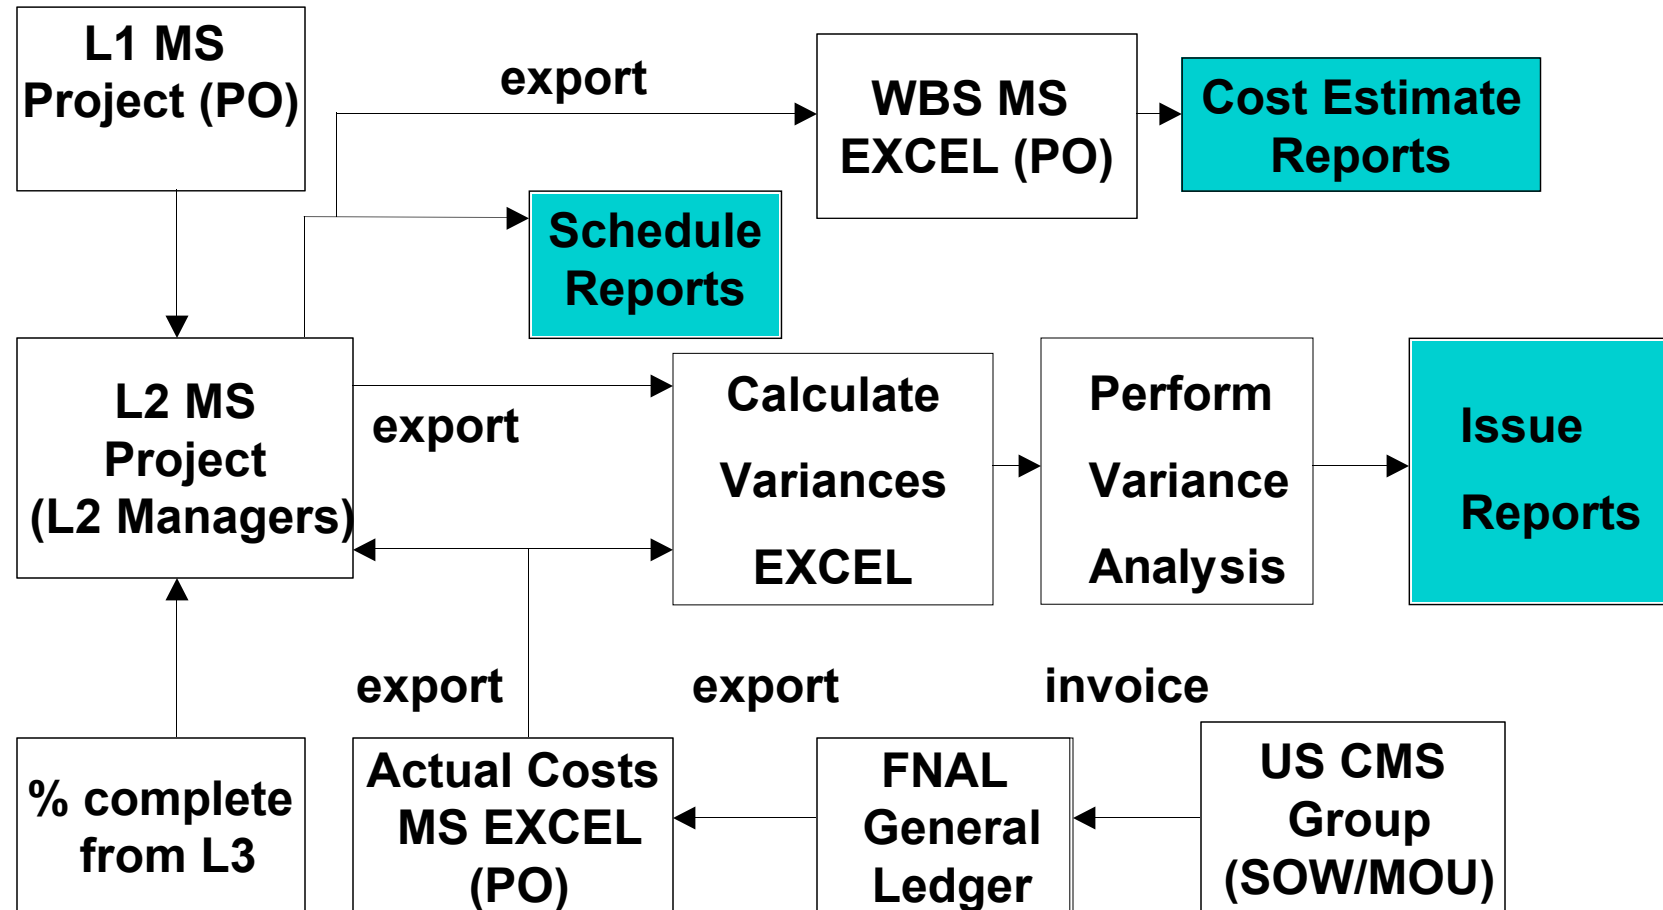 L1 MS
Project (PO)
export
WBS MS
EXCEL (PO)
Cost Estimate
Reports
Schedule
Reports
L2 MS
Project
(L2 Managers)
export
Calculate
Variances
EXCEL
Perform
Variance
Analysis
Issue
Reports
export
export
invoice
% complete
from L3
Actual Costs
MS EXCEL
(PO)
FNAL
General
Ledger
US CMS
Group
(SOW/MOU)